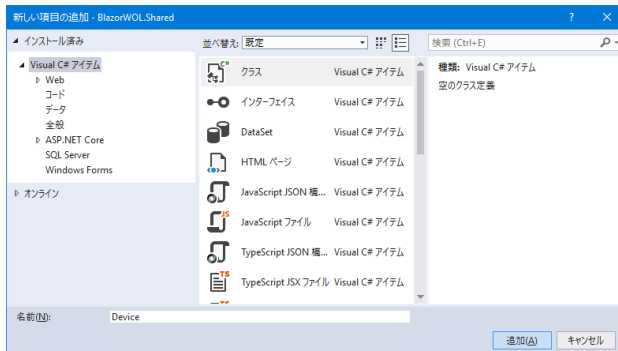 新しい項目の追加 - BlazorWOL.Shared
インストール済み
並べ替え: 既定
検索 (Ctrl+E)
Visual C# アイテム
Web
コード
データ
全般
ASP.NET Core
SQL Server
Windows Forms
オンライン
クラス Visual C# アイテム
インターフェイス Visual C# アイテム
DataSet Visual C# アイテム
HTML ページ Visual C# アイテム
JavaScript JSON 構... Visual C# アイテム
JavaScript ファイル Visual C# アイテム
TypeScript JSON 構... Visual C# アイテム
TypeScript JSX ファイル Visual C# アイテム
種類: Visual C# アイテム
空のクラス定義
名前(N): Device
追加(A) キャンセル